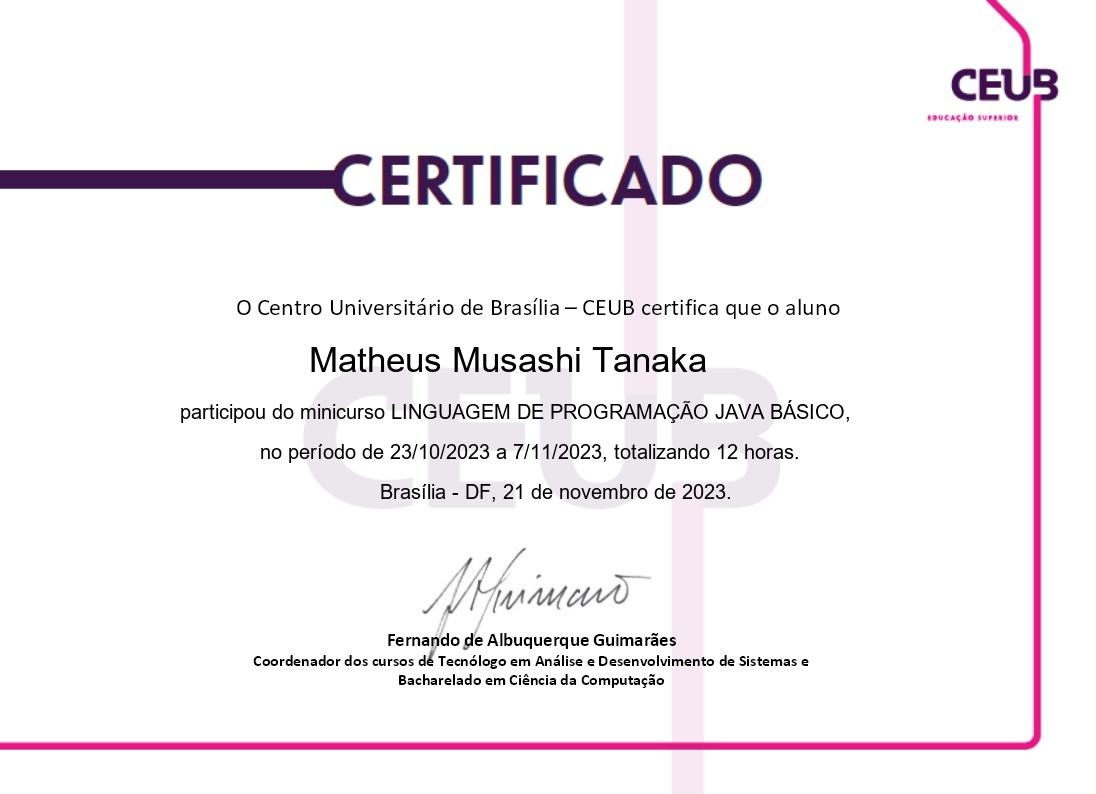 CEUB
EDUCAÇÃO SUPERIOR
CERTIFICADO
O Centro Universitário de Brasília – CEUB certifica que o aluno
Matheus Musashi Tanaka
participou do minicurso LINGUAGEM DE PROGRAMAÇÃO JAVA BÁSICO,
no período de 23/10/2023 a 7/11/2023, totalizando 12 horas.
Brasília - DF, 21 de novembro de 2023.
CEUB
Fernando de Albuquerque Guimarães
Coordenador dos cursos de Tecnólogo em Análise e Desenvolvimento de Sistemas e
Bacharelado em Ciência da Computação